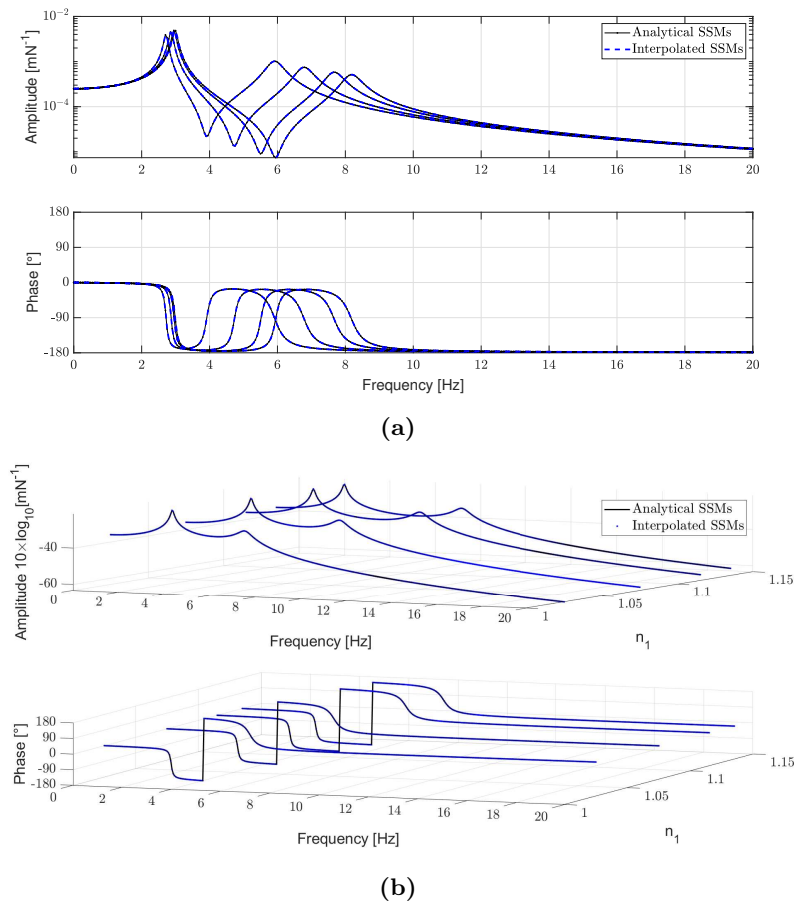 10⁻²
Amplitude [mN⁻¹]
10⁻⁴
Analytical SSMs
Interpolated SSMs
0 2 4 6 8 10 12 14 16 18 20
180
90
0
-90
-180
Phase [°]
0 2 4 6 8 10 12 14 16 18 20
Frequency [Hz]
(a)
Amplitude 10×log₁₀[mN⁻¹]
-40
-60
Analytical SSMs
Interpolated SSMs
0 2 4 6 8 10 12 14 16 18 20
1 1.05 1.1 1.15
Frequency [Hz]
n₁
180
90
0
-90
-180
Phase [°]
0 2 4 6 8 10 12 14 16 18 20
1 1.05 1.1 1.15
Frequency [Hz]
n₁
(b)